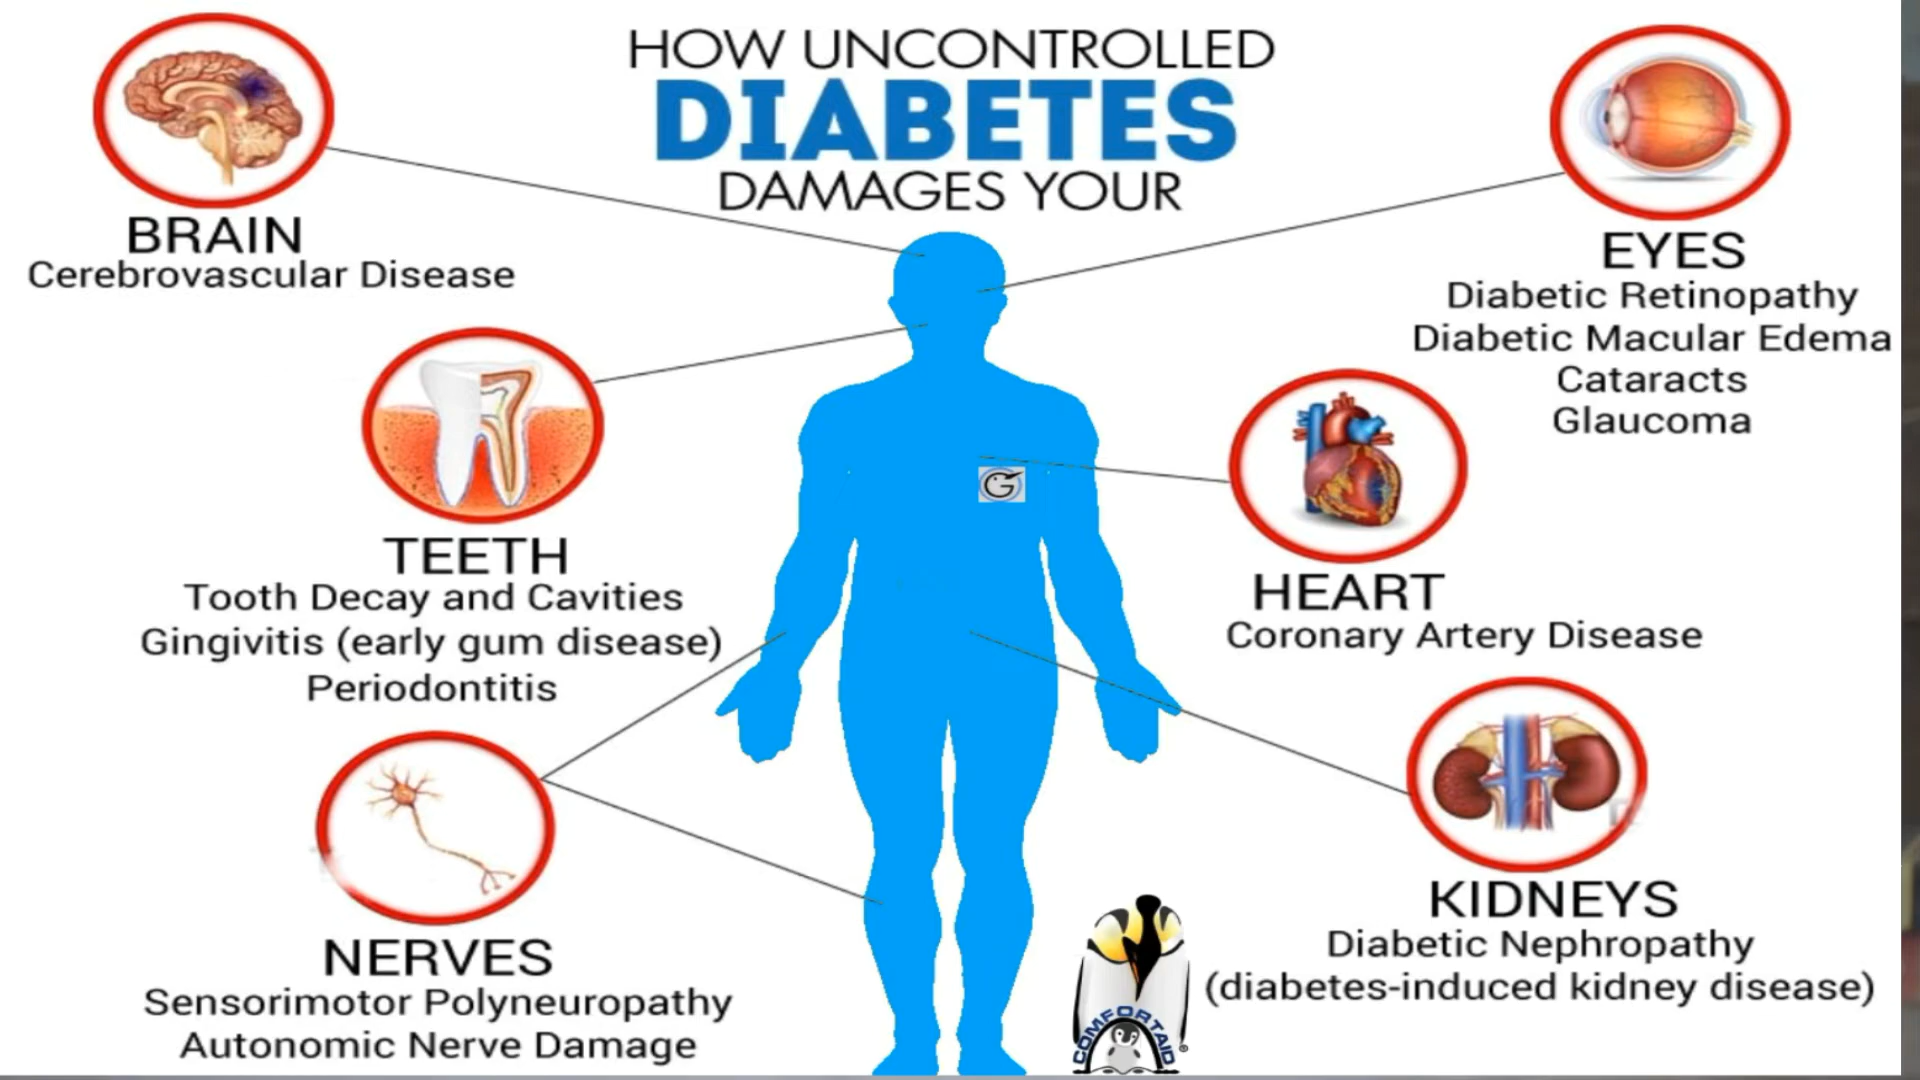 HOW UNCONTROLLED
DIABETES
DAMAGES YOUR
BRAIN
Cerebrovascular Disease
EYES
Diabetic Retinopathy
Diabetic Macular Edema
Cataracts
Glaucoma
TEETH
Tooth Decay and Cavities
Gingivitis (early gum disease)
Periodontitis
G
HEART
Coronary Artery Disease
NERVES
Sensorimotor Polyneuropathy
Autonomic Nerve Damage
KIDNEYS
Diabetic Nephropathy
(diabetes-induced kidney disease)
COMFORTAID®